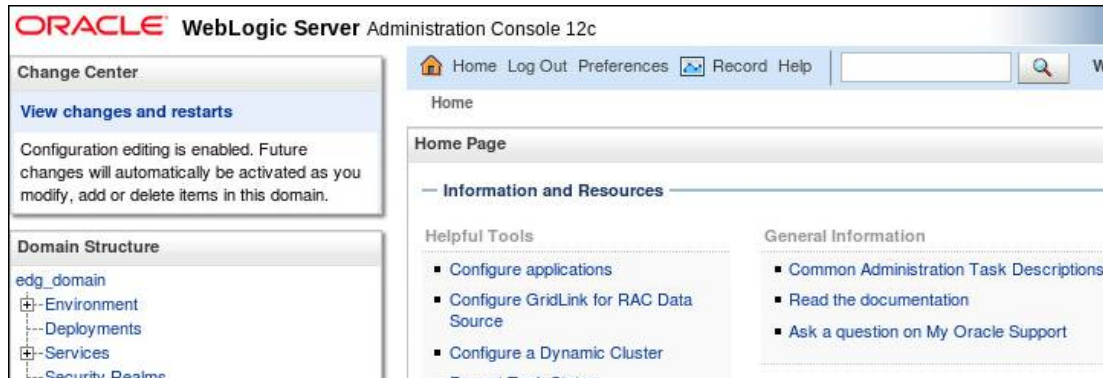 ORACLE WebLogic Server Administration Console 12c
Change Center
View changes and restarts
Configuration editing is enabled. Future
changes will automatically be activated as you
modify, add or delete items in this domain.
Domain Structure
edg_domain
Environment
Deployments
Services
Security Realms
Home Log Out Preferences Record Help
Home
Home Page
Information and Resources
Helpful Tools
Configure applications
Configure GridLink for RAC Data
Source
Configure a Dynamic Cluster
General Information
Common Administration Task Descriptions
Read the documentation
Ask a question on My Oracle Support